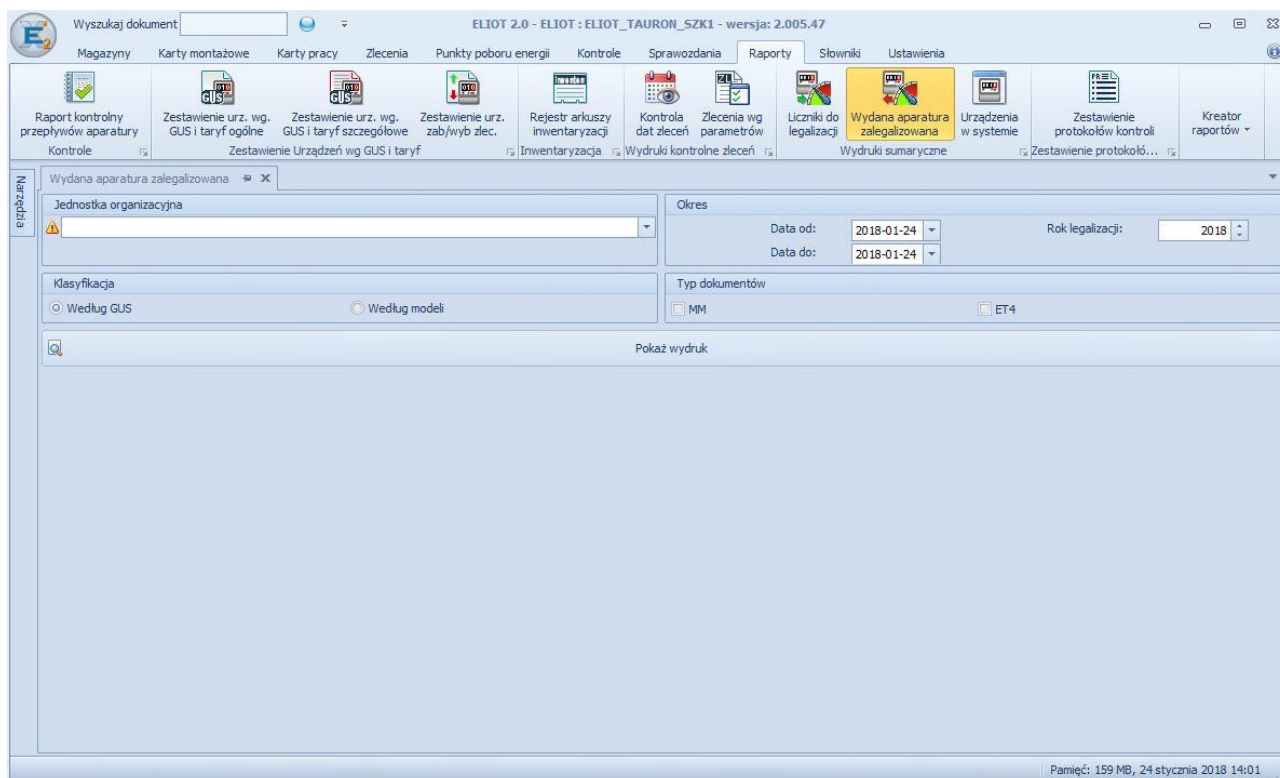 Wyszukaj dokument
ELIOT 2.0 - ELIOT : ELIOT_TAURON_SZK1 - wersja: 2.005.47
Magazyny Karty montażowe Karty pracy Zlecenia Punkty poboru energii Kontrole Sprawozdania Raporty Słowniki Ustawienia
Raport kontrolny
przepływów aparatury
Zestawienie urz. wg.
GUS i taryf ogólne
Zestawienie urz. wg.
GUS i taryf szczegółowe
Zestawienie urz.
zab/wyb zlec.
Rejestr arkuszy
inwentaryzacji
Kontrola
dat zleceń
Zlecenia wg
parametrów
Liczniki do
legalizacji
Wydana aparatura
zalegalizowana
Urządzenia
w systemie
Zestawienie
protokołów kontroli
Kreator
raportów
Kontrole Zestawienie Urządzeń wg GUS i taryf Inwentaryzacja Wydruki kontrolne zleceń Wydruki sumaryczne Zestawienie protokołó...
Narzędzia
Wydana aparatura zalegalizowana
Jednostka organizacyjna
Okres
Data od: 2018-01-24 Rok legalizacji: 2018
Data do: 2018-01-24
Klasyfikacja
Według GUS Według modeli
Typ dokumentów
MM ET4
Pokaż wydruk
Pamięć: 159 MB, 24 stycznia 2018 14:01